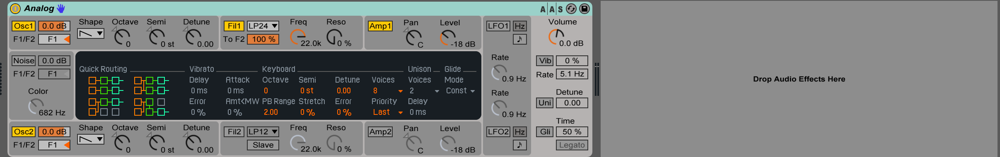 Analog A A S
Osc1 0.0 dB Shape Octave Semi Detune
F1/F2 F1 0 0 st 0.00
Fil1 LP24 Freq Reso
To F2 100 % 22.0k 0 %
Amp1 Pan Level
C -18 dB
LFO1 Hz
Rate
0.9 Hz
Rate
0.9 Hz
LFO2 Hz
Volume
0.0 dB
Vib 0 %
Rate 5.1 Hz
Detune
Uni 0.00
Time
Gli 50 %
Legato
Noise 0.0 dB
F1/F2 F1
Color
682 Hz
Quick Routing Vibrato Keyboard Unison Glide
Delay Attack Octave Semi Detune Voices Voices Mode
0 ms 0 ms 0 0 st 0.00 8 2 Const
Error Amt<MW PB Range Stretch Error Priority Delay
0 % 0 % 2.00 0 % 0 % Last 0 ms
Osc2 0.0 dB Shape Octave Semi Detune
F1/F2 F1 0 0 st 0.00
Fil2 LP12 Freq Reso
Slave 22.0k 0 %
Amp2 Pan Level
C -18 dB
Drop Audio Effects Here